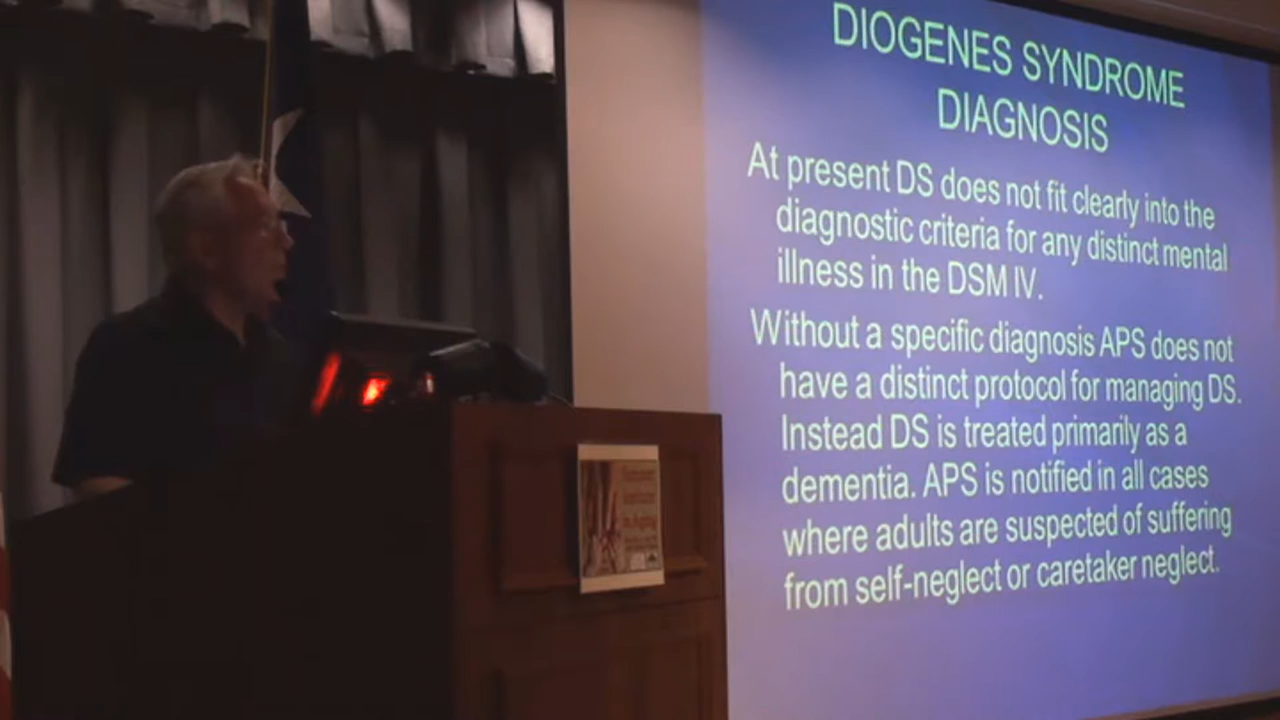 DIOGENES SYNDROME
DIAGNOSIS
At present DS does not fit clearly into the
diagnostic criteria for any distinct mental
illness in the DSM IV.
Without a specific diagnosis APS does not
have a distinct protocol for managing DS.
Instead DS is treated primarily as a
dementia. APS is notified in all cases
where adults are suspected of suffering
from self-neglect or caretaker neglect.